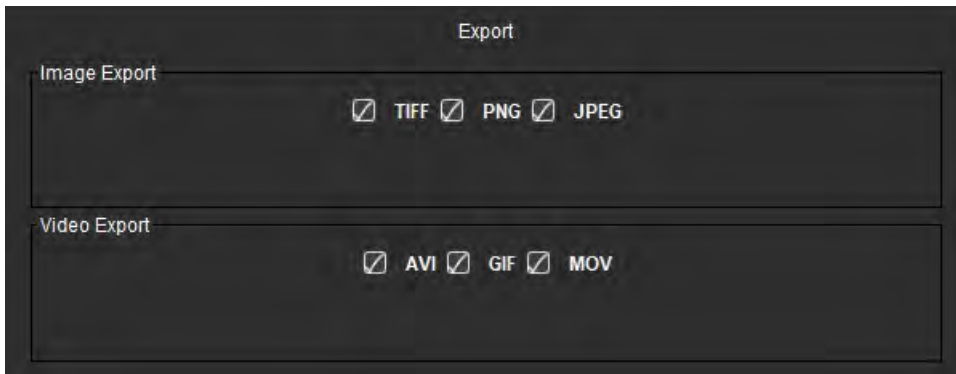 Export
Image Export
TIFF PNG JPEG
Video Export
AVI GIF MOV